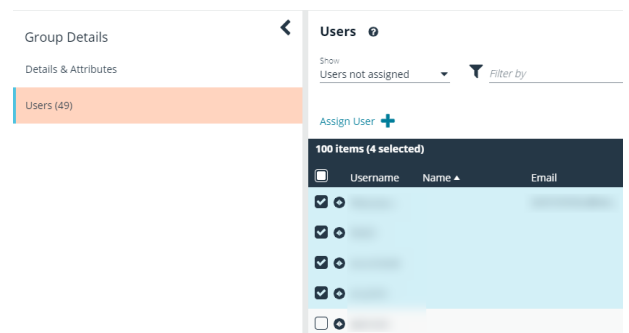 Group Details
Details & Attributes
Users (49)
Users
Show
Users not assigned
Filter by
Assign User
100 items (4 selected)
Username Name Email